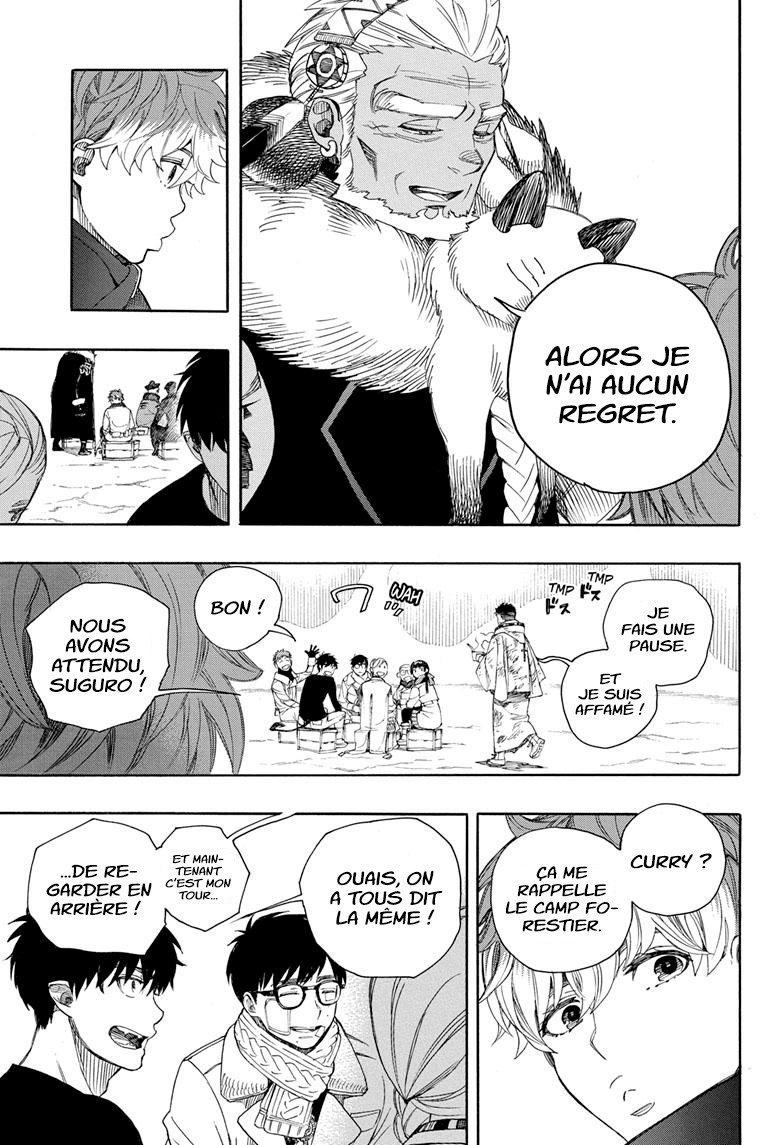 ALORS JE
N'AI AUCUN
REGRET.
JE
FAIS UNE
PAUSE.
ET
JE SUIS
AFFAMÉ !
TMP
TMP
ドス
ドス
WAH
ワッ
BON !
NOUS
AVONS
ATTENDU,
SUGURO !
CURRY ?
ÇA ME
RAPPELLE
LE CAMP FO-
RESTIER.
OUAIS, ON
A TOUS DIT
LA MÊME !
ET MAIN-
TENANT
C'EST MON
TOUR...
...DE RE-
GARDER EN
ARRIÈRE !